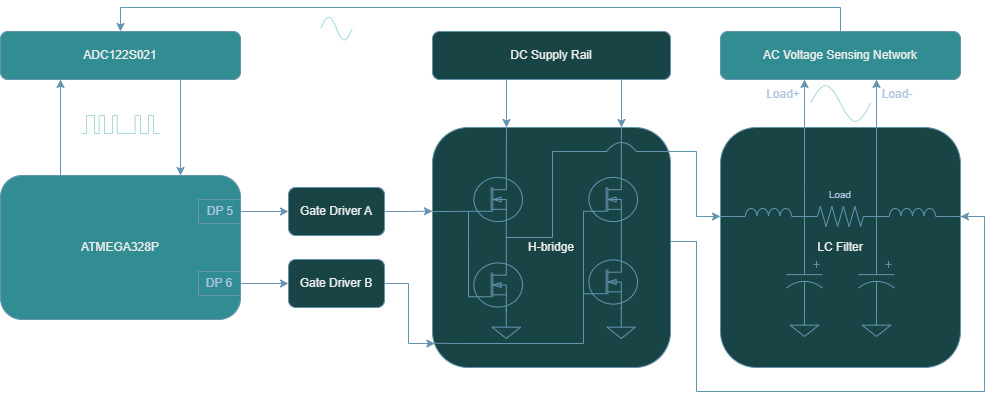 ADC122S021
DC Supply Rail
AC Voltage Sensing Network
Load+
Load-
DP 5
Gate Driver A
Load
ATMEGA328P
H-bridge
LC Filter
+
+
DP 6
Gate Driver B